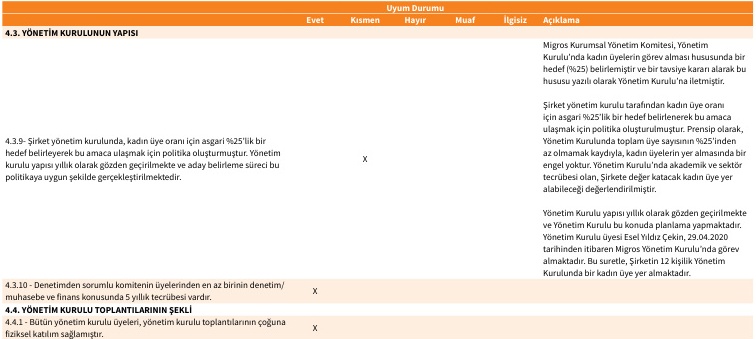 Uyum Durumu
Evet Kısmen Hayır Muaf İlgisiz Açıklama
4.3. YÖNETİM KURULUNUN YAPISI
4.3.9- Şirket yönetim kurulunda, kadın üye oranı için asgari %25’lik bir
hedef belirleyerek bu amaca ulaşmak için politika oluşturmuştur. Yönetim
kurulu yapısı yıllık olarak gözden geçirilmekte ve aday belirleme süreci bu
politikaya uygun şekilde gerçekleştirilmektedir.
X
Migros Kurumsal Yönetim Komitesi, Yönetim
Kurulu’nda kadın üyelerin görev alması hususunda bir
hedef (%25) belirlemiştir ve bir tavsiye kararı alarak bu
hususu yazılı olarak Yönetim Kurulu’na iletmiştir.
Şirket yönetim kurulu tarafından kadın üye oranı
için asgari %25’lik bir hedef belirlenerek bu amaca
ulaşmak için politika oluşturulmuştur. Prensip olarak,
Yönetim Kurulunda toplam üye sayısının %25’inden
az olmamak kaydıyla, kadın üyelerin yer almasında bir
engel yoktur. Yönetim Kurulu’nda akademik ve sektör
tecrübesi olan, Şirkete değer katacak kadın üye yer
alabileceği değerlendirilmiştir.
Yönetim Kurulu yapısı yıllık olarak gözden geçirilmekte
ve Yönetim Kurulu bu konuda planlama yapmaktadır.
Yönetim Kurulu üyesi Esel Yıldız Çekin, 29.04.2020
tarihinden itibaren Migros Yönetim Kurulu’nda görev
almaktadır. Bu suretle, Şirketin 12 kişilik Yönetim
Kurulunda bir kadın üye yer almaktadır.
4.3.10 - Denetimden sorumlu komitenin üyelerinden en az birinin denetim/
muhasebe ve finans konusunda 5 yıllık tecrübesi vardır.
X
4.4. YÖNETİM KURULU TOPLANTILARININ ŞEKLİ
4.4.1 - Bütün yönetim kurulu üyeleri, yönetim kurulu toplantılarının çoğuna
fiziksel katılım sağlamıştır.
X